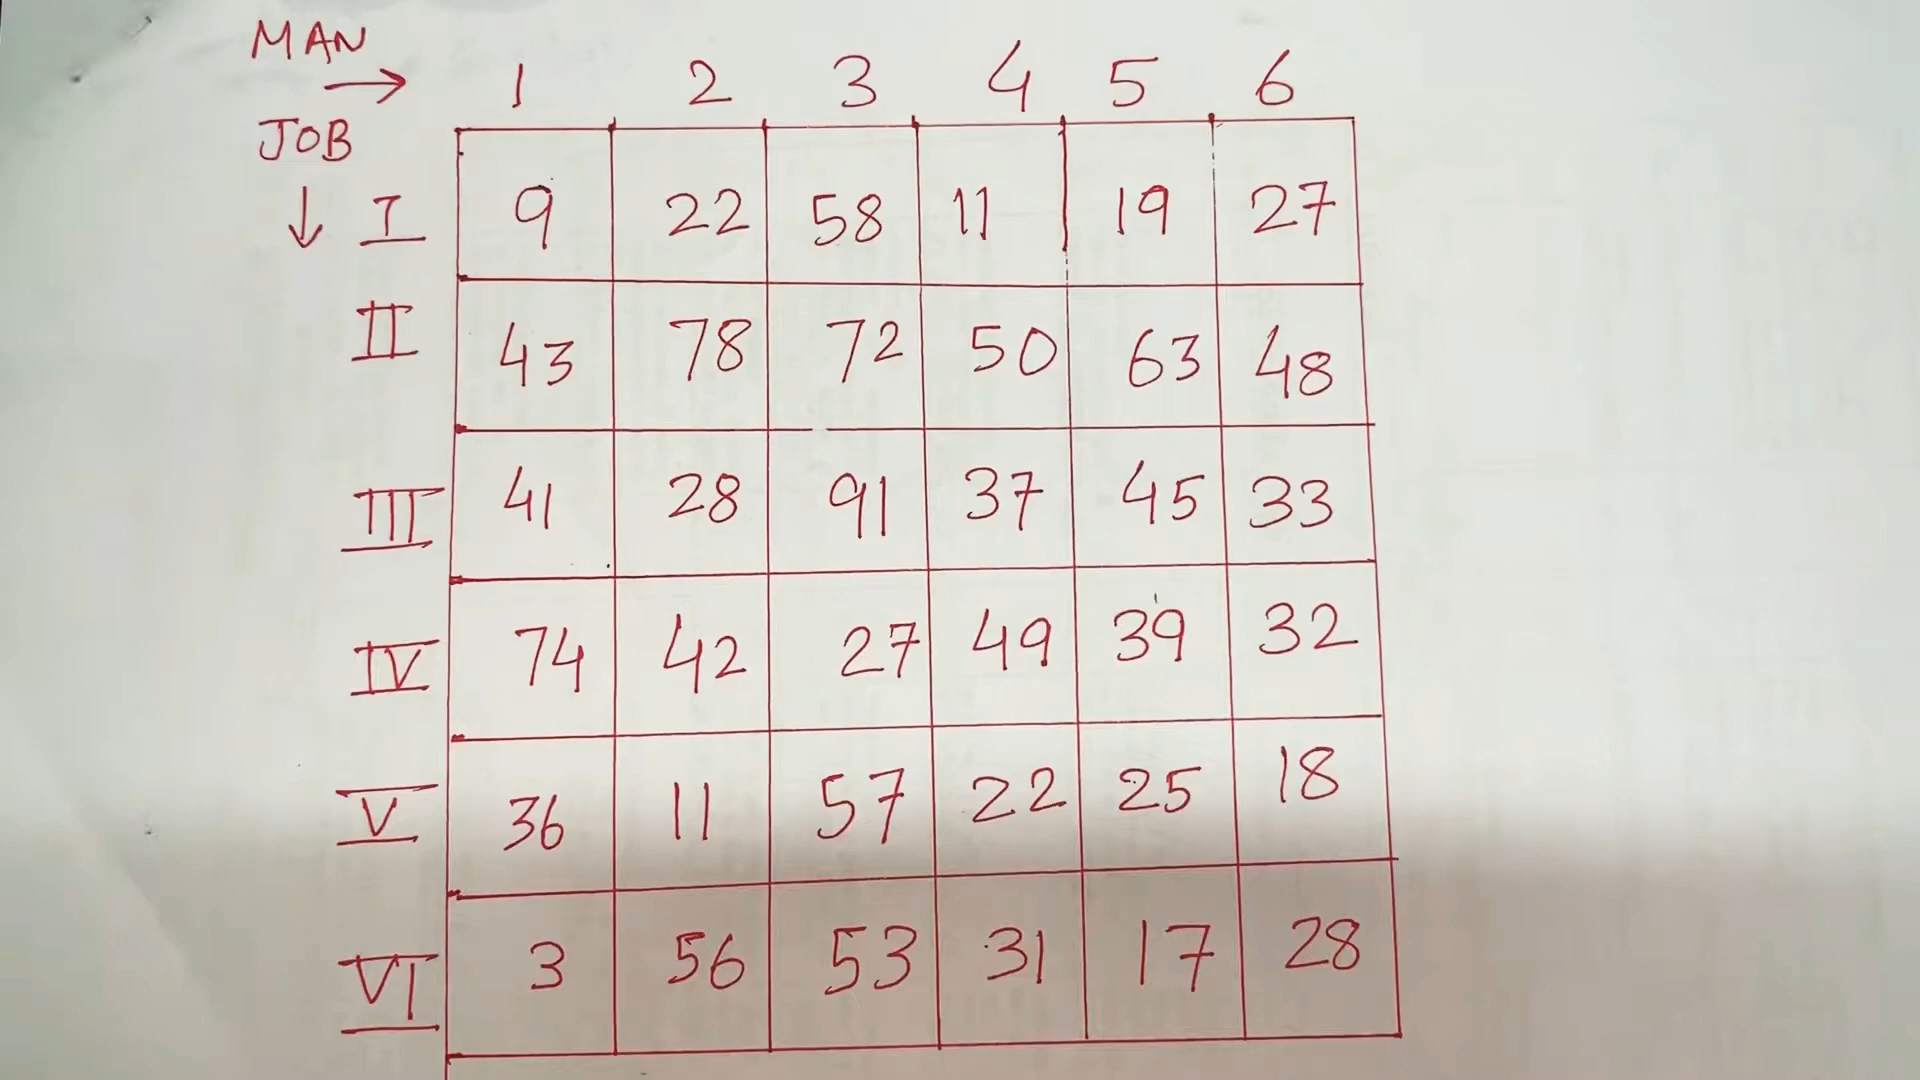 MAN
→ 1 2 3 4 5 6
JOB
↓ I 9 22 58 11 19 27
II 43 78 72 50 63 48
III 41 28 91 37 45 33
IV 74 42 27 49 39 32
V 36 11 57 22 25 18
VI 3 56 53 31 17 28